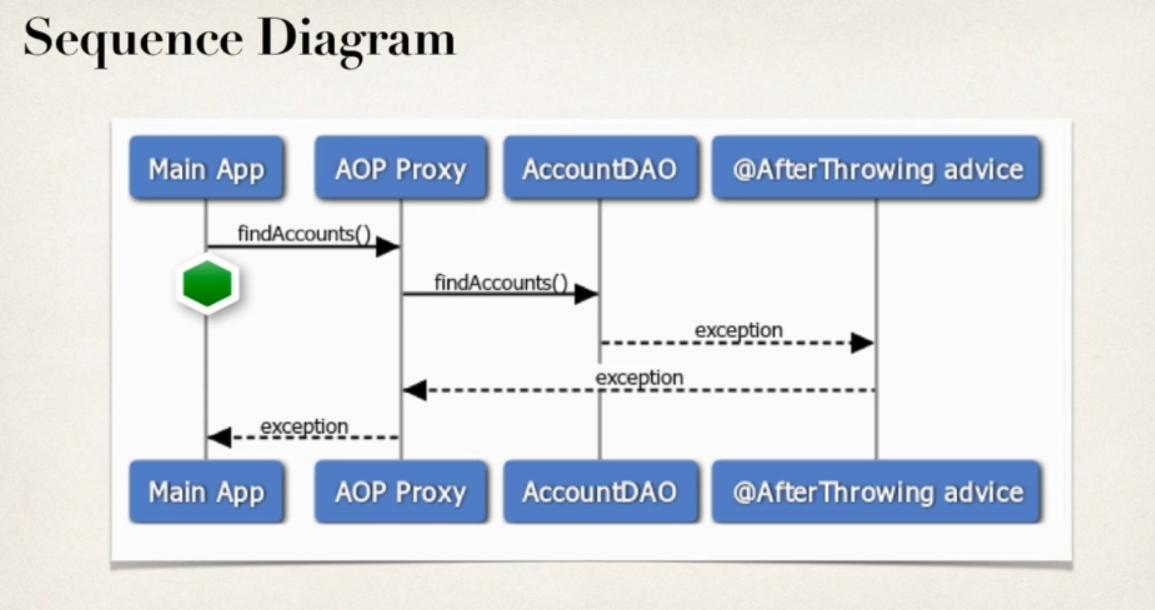 Sequence Diagram
Main App
AOP Proxy
AccountDAO
@AfterThrowing advice
findAccounts()
findAccounts()
exception
exception
exception
Main App
AOP Proxy
AccountDAO
@AfterThrowing advice